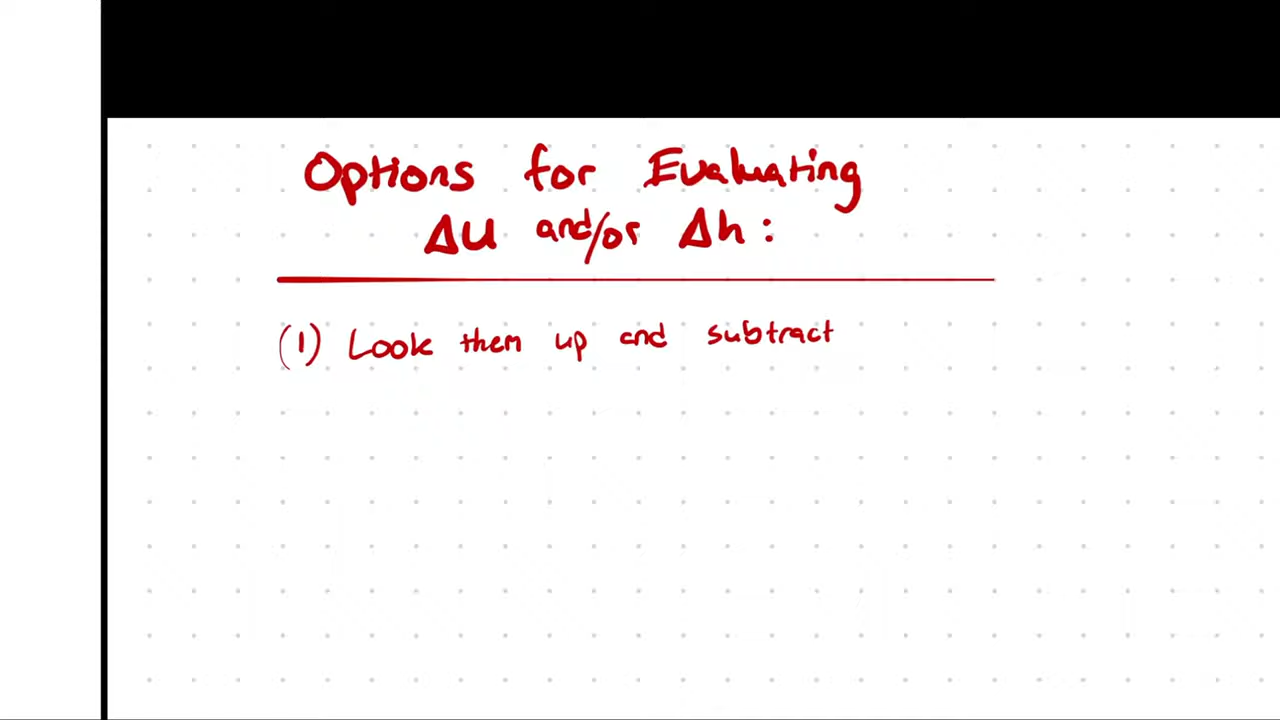 Options for Evaluating
Δu and/or Δh:
(1) Look them up and subtract